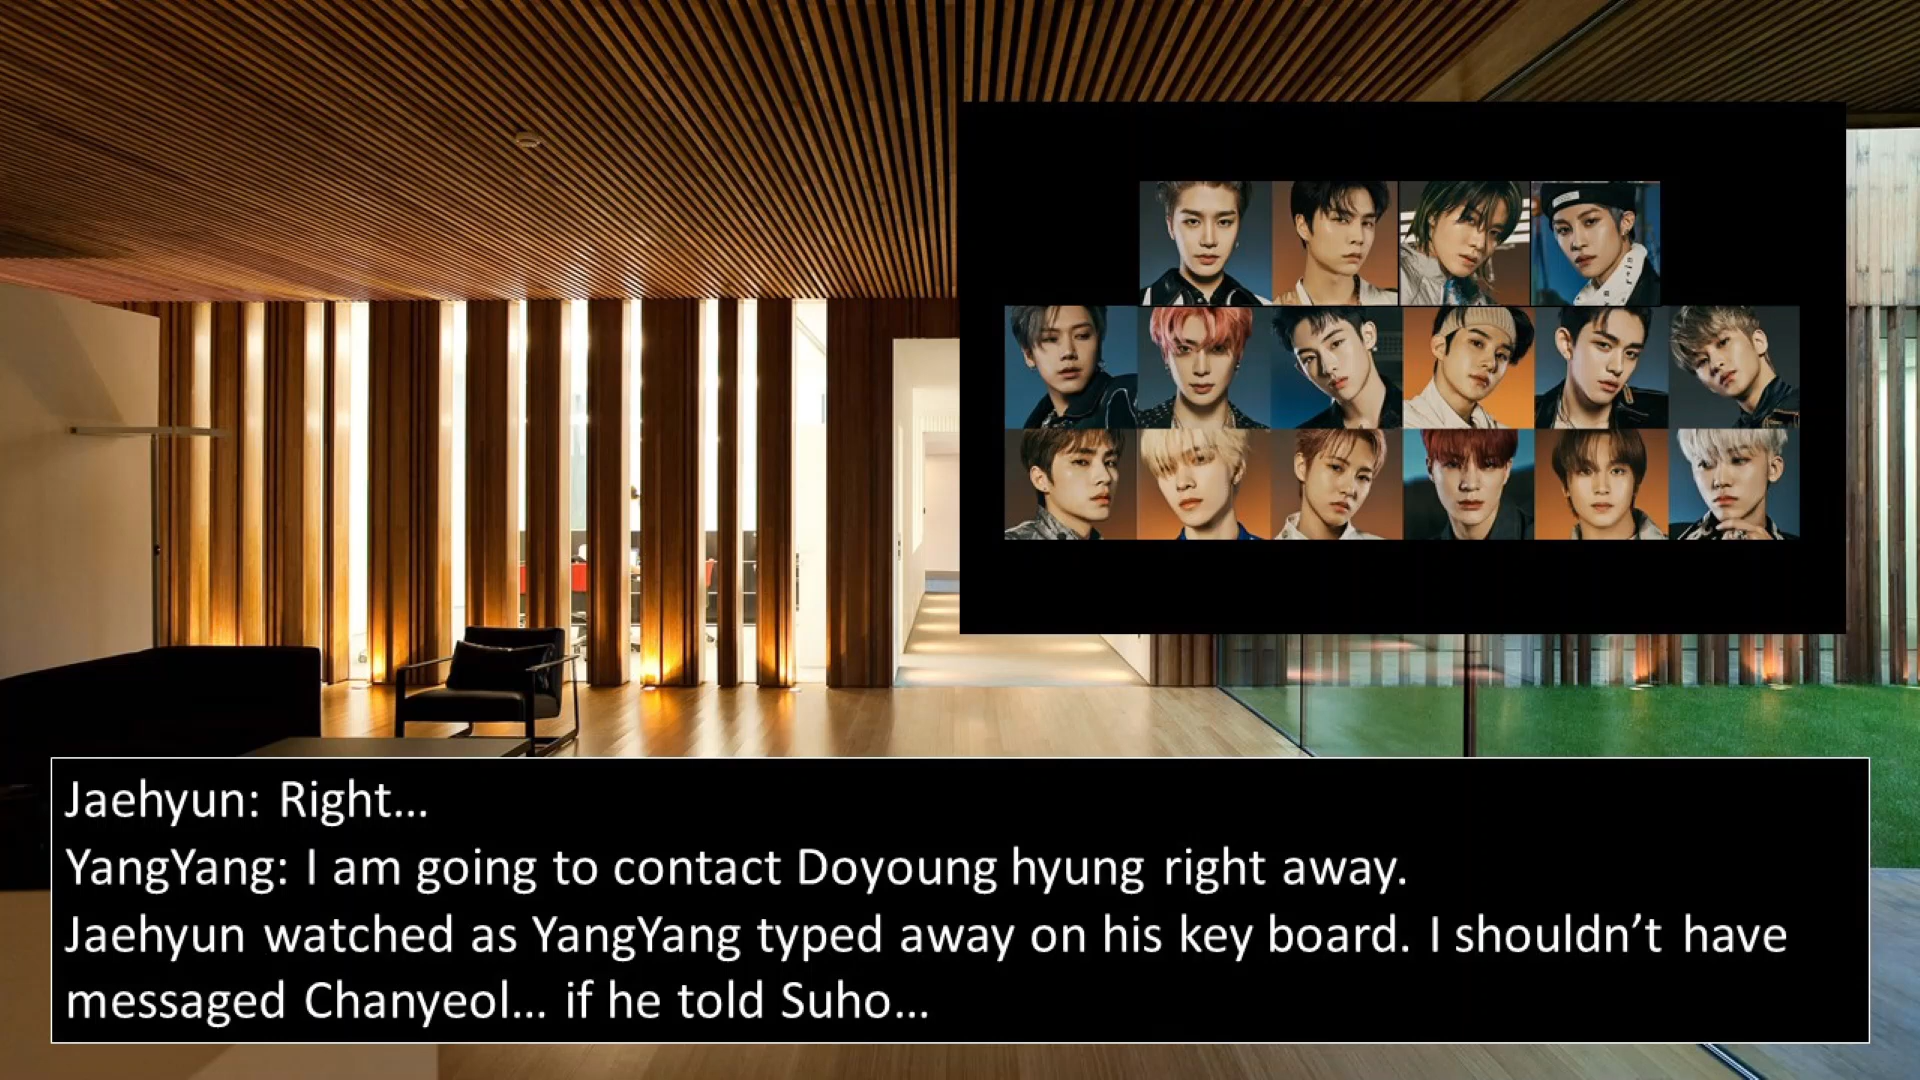 Jaehyun: Right…
YangYang: I am going to contact Doyoung hyung right away.
Jaehyun watched as YangYang typed away on his key board. I shouldn’t have
messaged Chanyeol… if he told Suho…